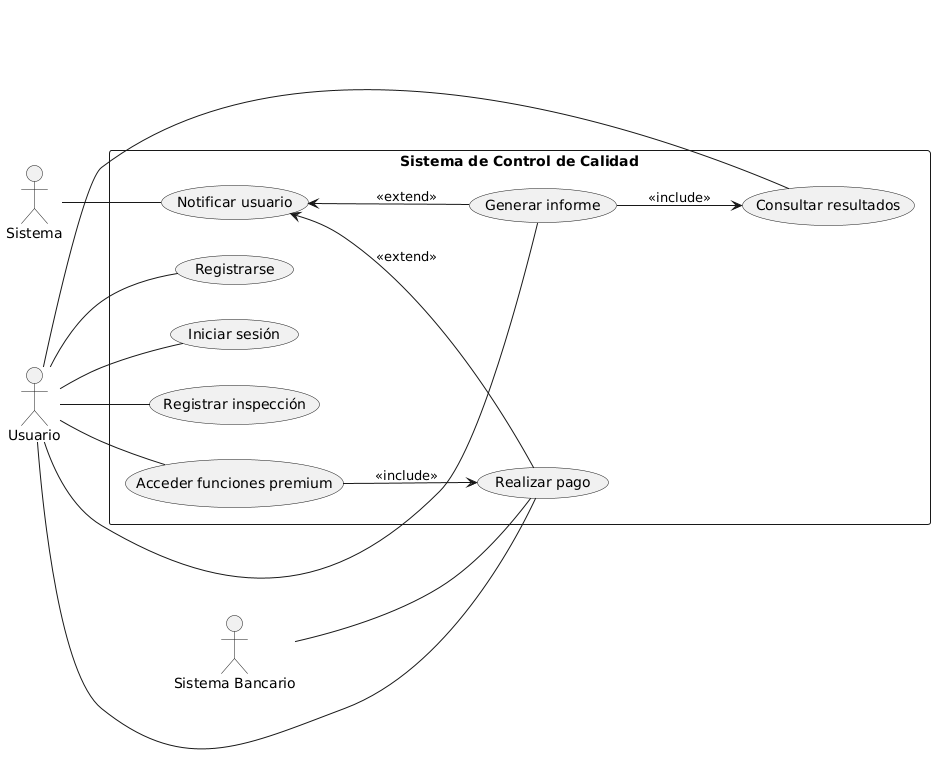 Sistema de Control de Calidad
Sistema
Notificar usuario
«extend»
Generar informe
«include»
Consultar resultados
«extend»
Registrarse
Iniciar sesión
Usuario
Registrar inspección
Acceder funciones premium
«include»
Realizar pago
Sistema Bancario